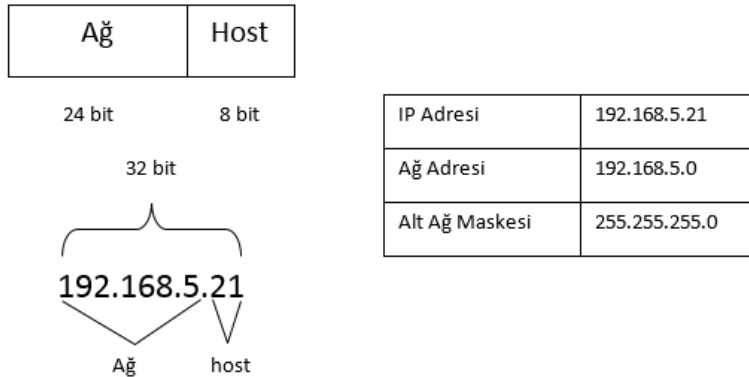 Ağ Host
24 bit 8 bit
32 bit
192.168.5.21
Ağ host
IP Adresi 192.168.5.21
Ağ Adresi 192.168.5.0
Alt Ağ Maskesi 255.255.255.0